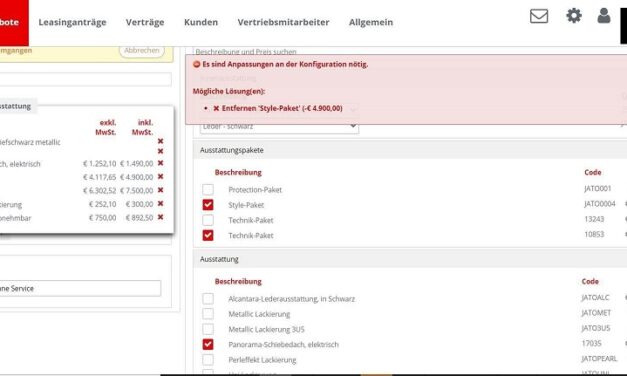 bote Leasinganträge Verträge Kunden Vertriebsmitarbeiter Allgemein
mgangen Abbrechen
Beschreibung und Preis suchen
Es sind Anpassungen an der Konfiguration nötig.
Mögliche Lösung(en):
Entfernen 'Style-Paket' (-€ 4.900,00)
Leder - schwarz
sstattung
exkl. MwSt. inkl. MwSt.
iefschwarz metallic
ch, elektrisch € 1.252,10 € 1.490,00
€ 4.117,65 € 4.900,00
€ 6.302,52 € 7.500,00
kierung € 252,10 € 300,00
bnehmbar € 750,00 € 892,50
ne Service
Ausstattungspakete
Beschreibung Code
Protection-Paket JATO001
Style-Paket JATO0004
Technik-Paket 13243
Technik-Paket 10853
Ausstattung
Beschreibung Code
Alcantara-Lederausstattung, in Schwarz JATOALC
Metallic Lackierung JATOMET
Metallic Lackierung 3U5 JATO3U5
Panorama-Schiebedach, elektrisch 17035
Perleffekt Lackierung JATOPEARL